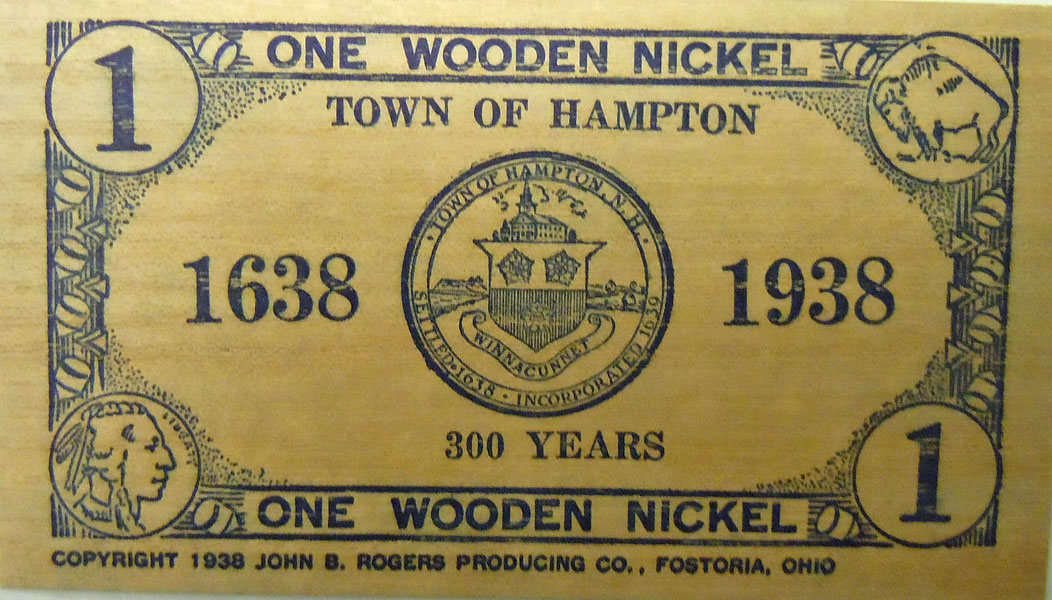 1
ONE WOODEN NICKEL
TOWN OF HAMPTON
TOWN OF HAMPTON, N. H.
1638
1938
WINNACUNNET
SETTLED · 1638 · INCORPORATED 1639
300 YEARS
LIBERTY
1
ONE WOODEN NICKEL
COPYRIGHT 1938 JOHN B. ROGERS PRODUCING CO., FOSTORIA, OHIO